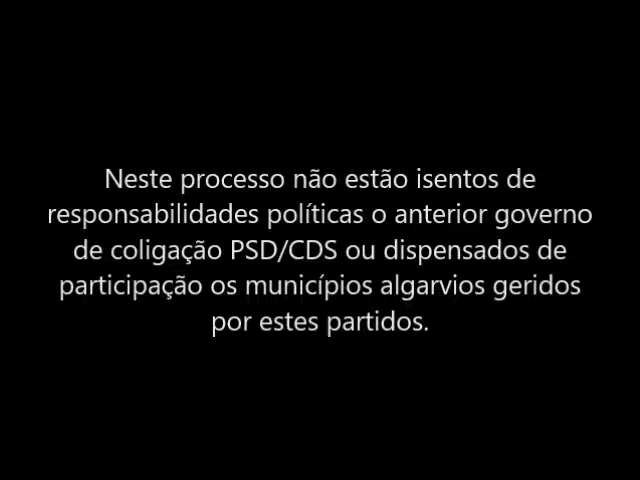 Neste processo não estão isentos de
responsabilidades políticas o anterior governo
de coligação PSD/CDS ou dispensados de
participação os municípios algarvios geridos
por estes partidos.